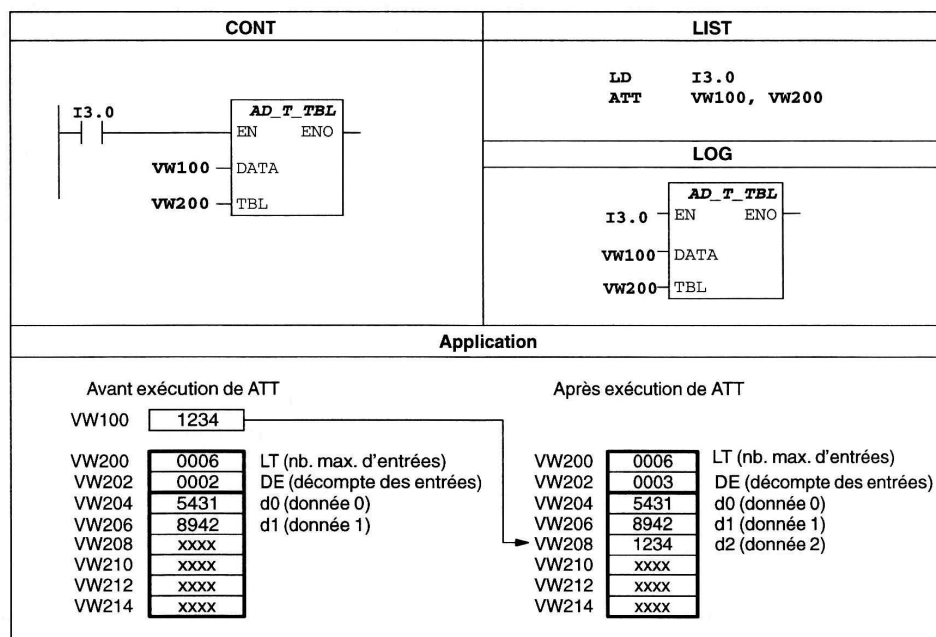 CONT
I3.0
AD_T_TBL
EN ENO
VW100 DATA
VW200 TBL
LIST
LD I3.0
ATT VW100, VW200
LOG
AD_T_TBL
I3.0 EN ENO
VW100 DATA
VW200 TBL
Application
Avant exécution de ATT
VW100 1234
VW200 0006 LT (nb. max. d'entrées)
VW202 0002 DE (décompte des entrées)
VW204 5431 d0 (donnée 0)
VW206 8942 d1 (donnée 1)
VW208 xxxx
VW210 xxxx
VW212 xxxx
VW214 xxxx
Après exécution de ATT
VW200 0006 LT (nb. max. d'entrées)
VW202 0003 DE (décompte des entrées)
VW204 5431 d0 (donnée 0)
VW206 8942 d1 (donnée 1)
VW208 1234 d2 (donnée 2)
VW210 xxxx
VW212 xxxx
VW214 xxxx